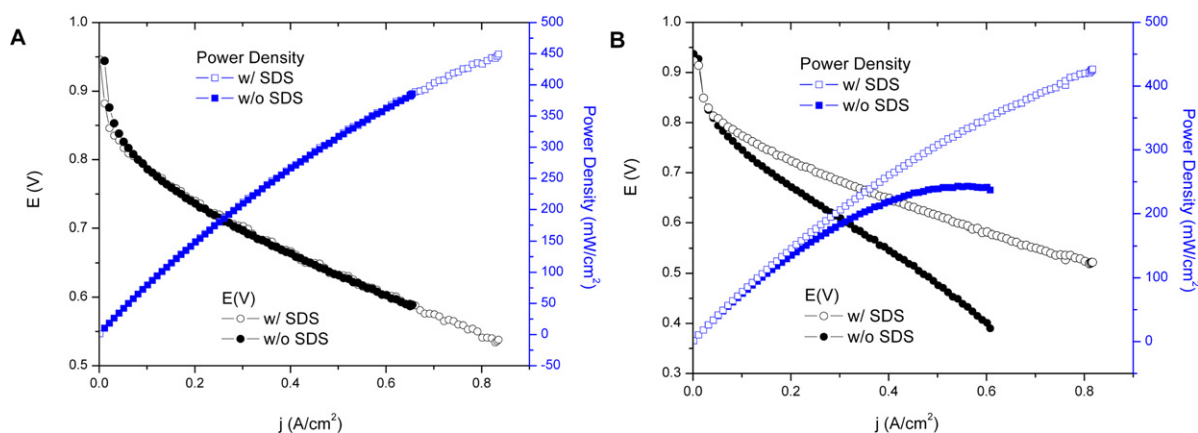 A
E (V)
1.0
0.9
0.8
0.7
0.6
0.5
Power Density
w/ SDS
w/o SDS
E(V)
w/ SDS
w/o SDS
500
450
400
350
300
250
200
150
100
50
0
-50
Power Density (mW/cm²)
0.0 0.2 0.4 0.6 0.8
j (A/cm²)
B
E (V)
1.0
0.9
0.8
0.7
0.6
0.5
0.4
0.3
Power Density
w/ SDS
w/o SDS
E(V)
w/ SDS
w/o SDS
500
400
300
200
100
0
Power Density (mW/cm²)
0.0 0.2 0.4 0.6 0.8
j (A/cm²)